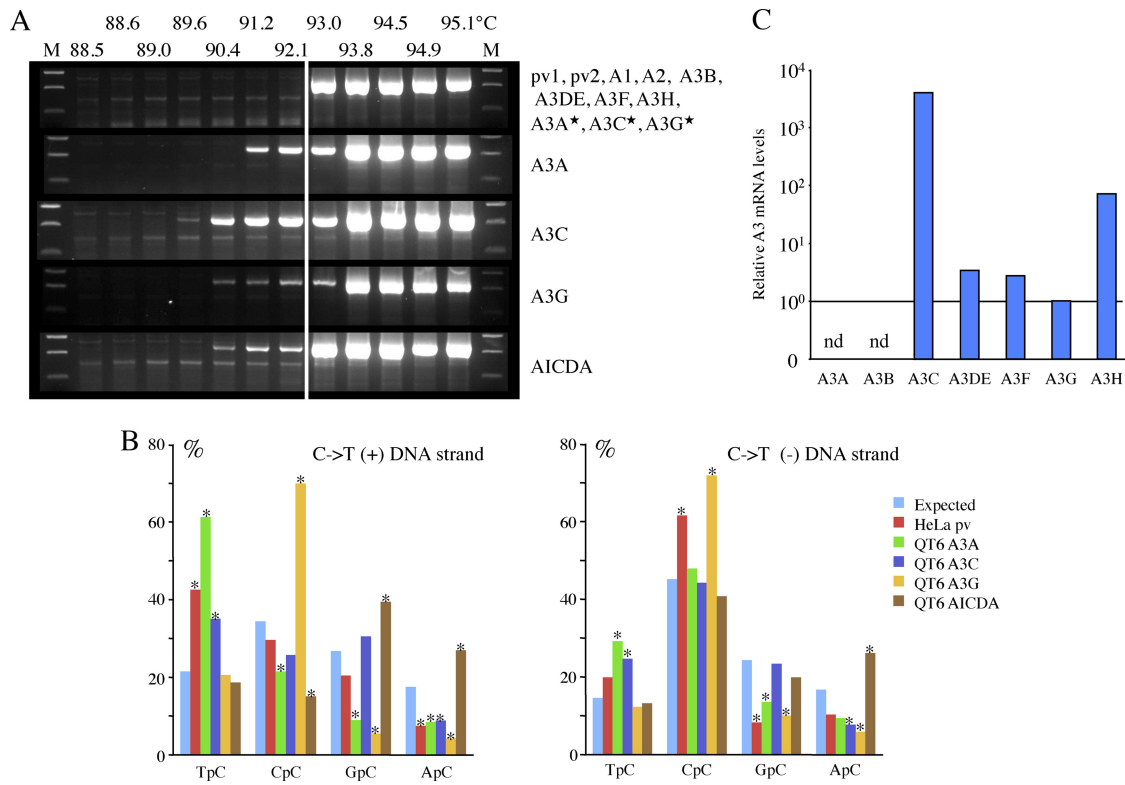 A
88.6 89.6 91.2 93.0 94.5 95.1°C
M 88.5 89.0 90.4 92.1 93.8 94.9 M
pv1, pv2, A1, A2, A3B,
A3DE, A3F, A3H,
A3A★, A3C★, A3G★
A3A
A3C
A3G
AICDA
C
Relative A3 mRNA levels
10⁴
10³
10²
10¹
10⁰
0
nd nd
A3A A3B A3C A3DE A3F A3G A3H
B
%
C->T (+) DNA strand
80
60
40
20
0
* * * * * * * * * * * * * *
TpC CpC GpC ApC
%
C->T (-) DNA strand
80
60
40
20
0
* * * * * * * * * *
TpC CpC GpC ApC
Expected
HeLa pv
QT6 A3A
QT6 A3C
QT6 A3G
QT6 AICDA